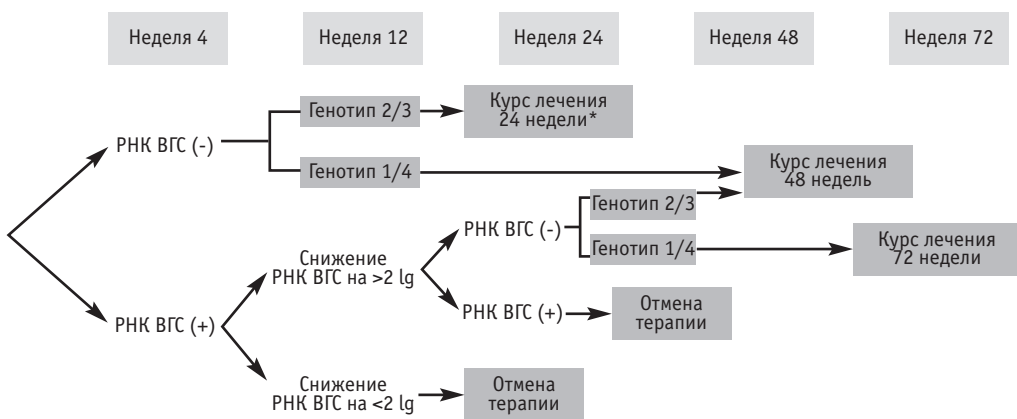 Неделя 4
Неделя 12
Неделя 24
Неделя 48
Неделя 72
Генотип 2/3
Курс лечения
24 недели*
РНК ВГС (-)
Генотип 1/4
Курс лечения
48 недель
Генотип 2/3
РНК ВГС (-)
Генотип 1/4
Курс лечения
72 недели
Снижение
РНК ВГС на >2 lg
РНК ВГС (+)
Отмена
терапии
РНК ВГС (+)
Снижение
РНК ВГС на <2 lg
Отмена
терапии